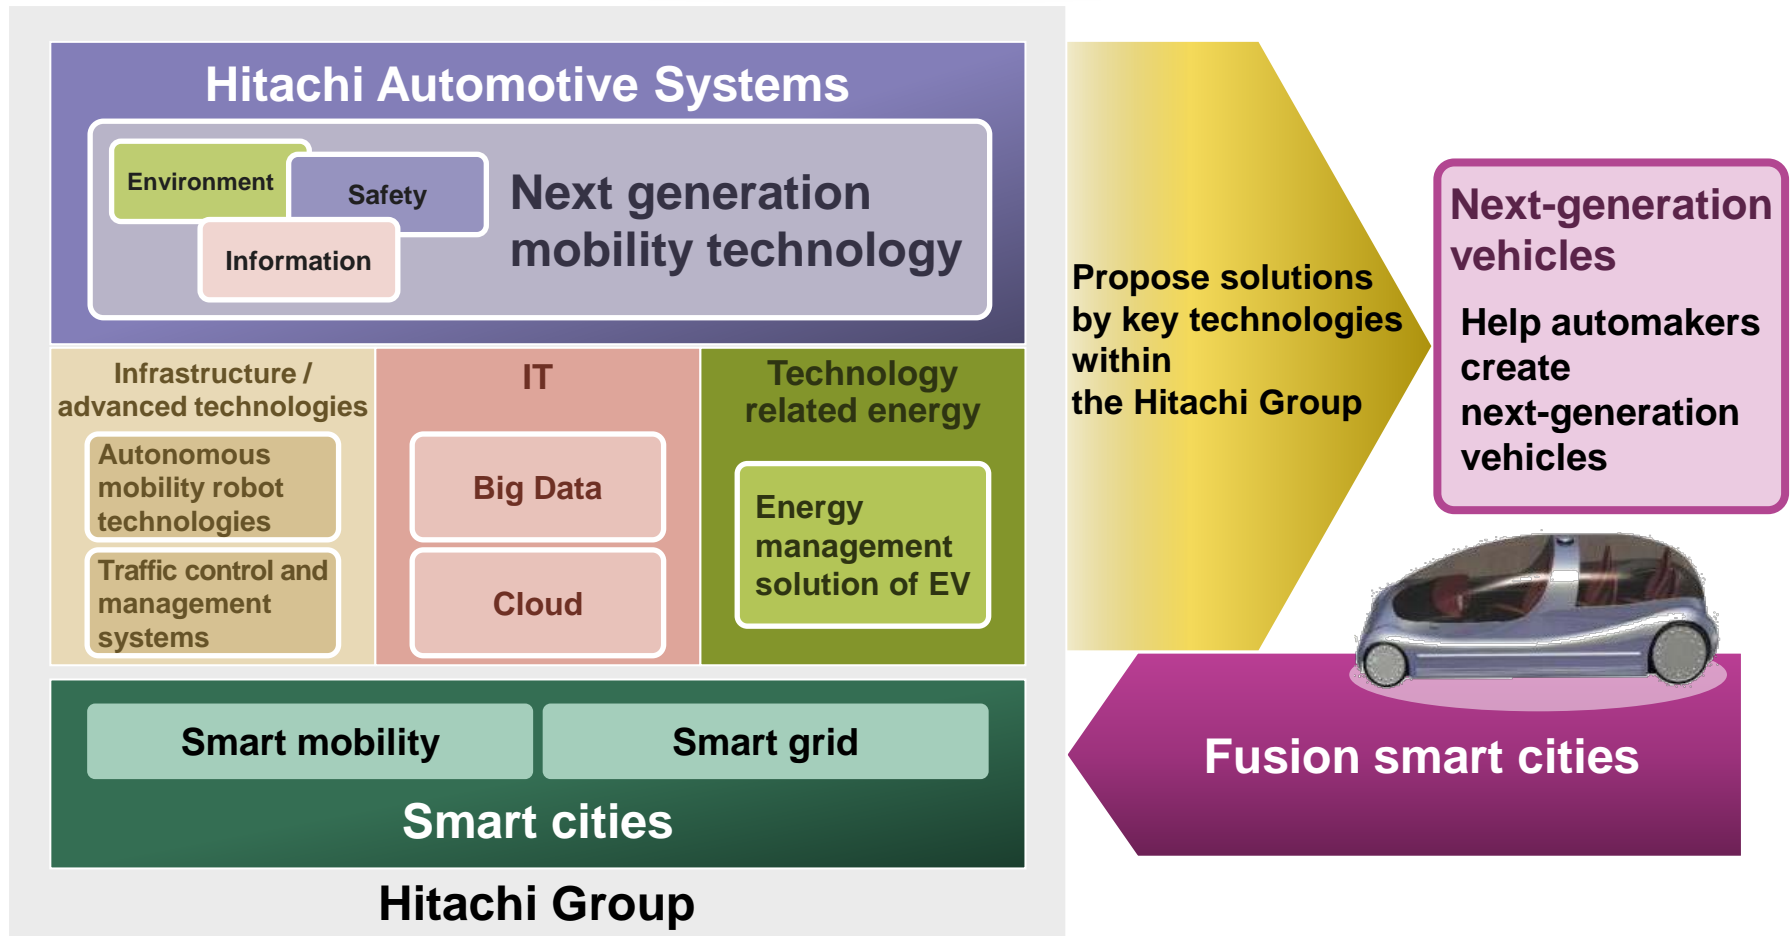 Hitachi Automotive Systems
Environment
Safety
Information
Next generation
mobility technology
Infrastructure /
advanced technologies
Autonomous
mobility robot
technologies
Traffic control and
management
systems
IT
Big Data
Cloud
Technology
related energy
Energy
management
solution of EV
Smart mobility
Smart grid
Smart cities
Hitachi Group
Propose solutions
by key technologies
within
the Hitachi Group
Next-generation
vehicles
Help automakers
create
next-generation
vehicles
Fusion smart cities